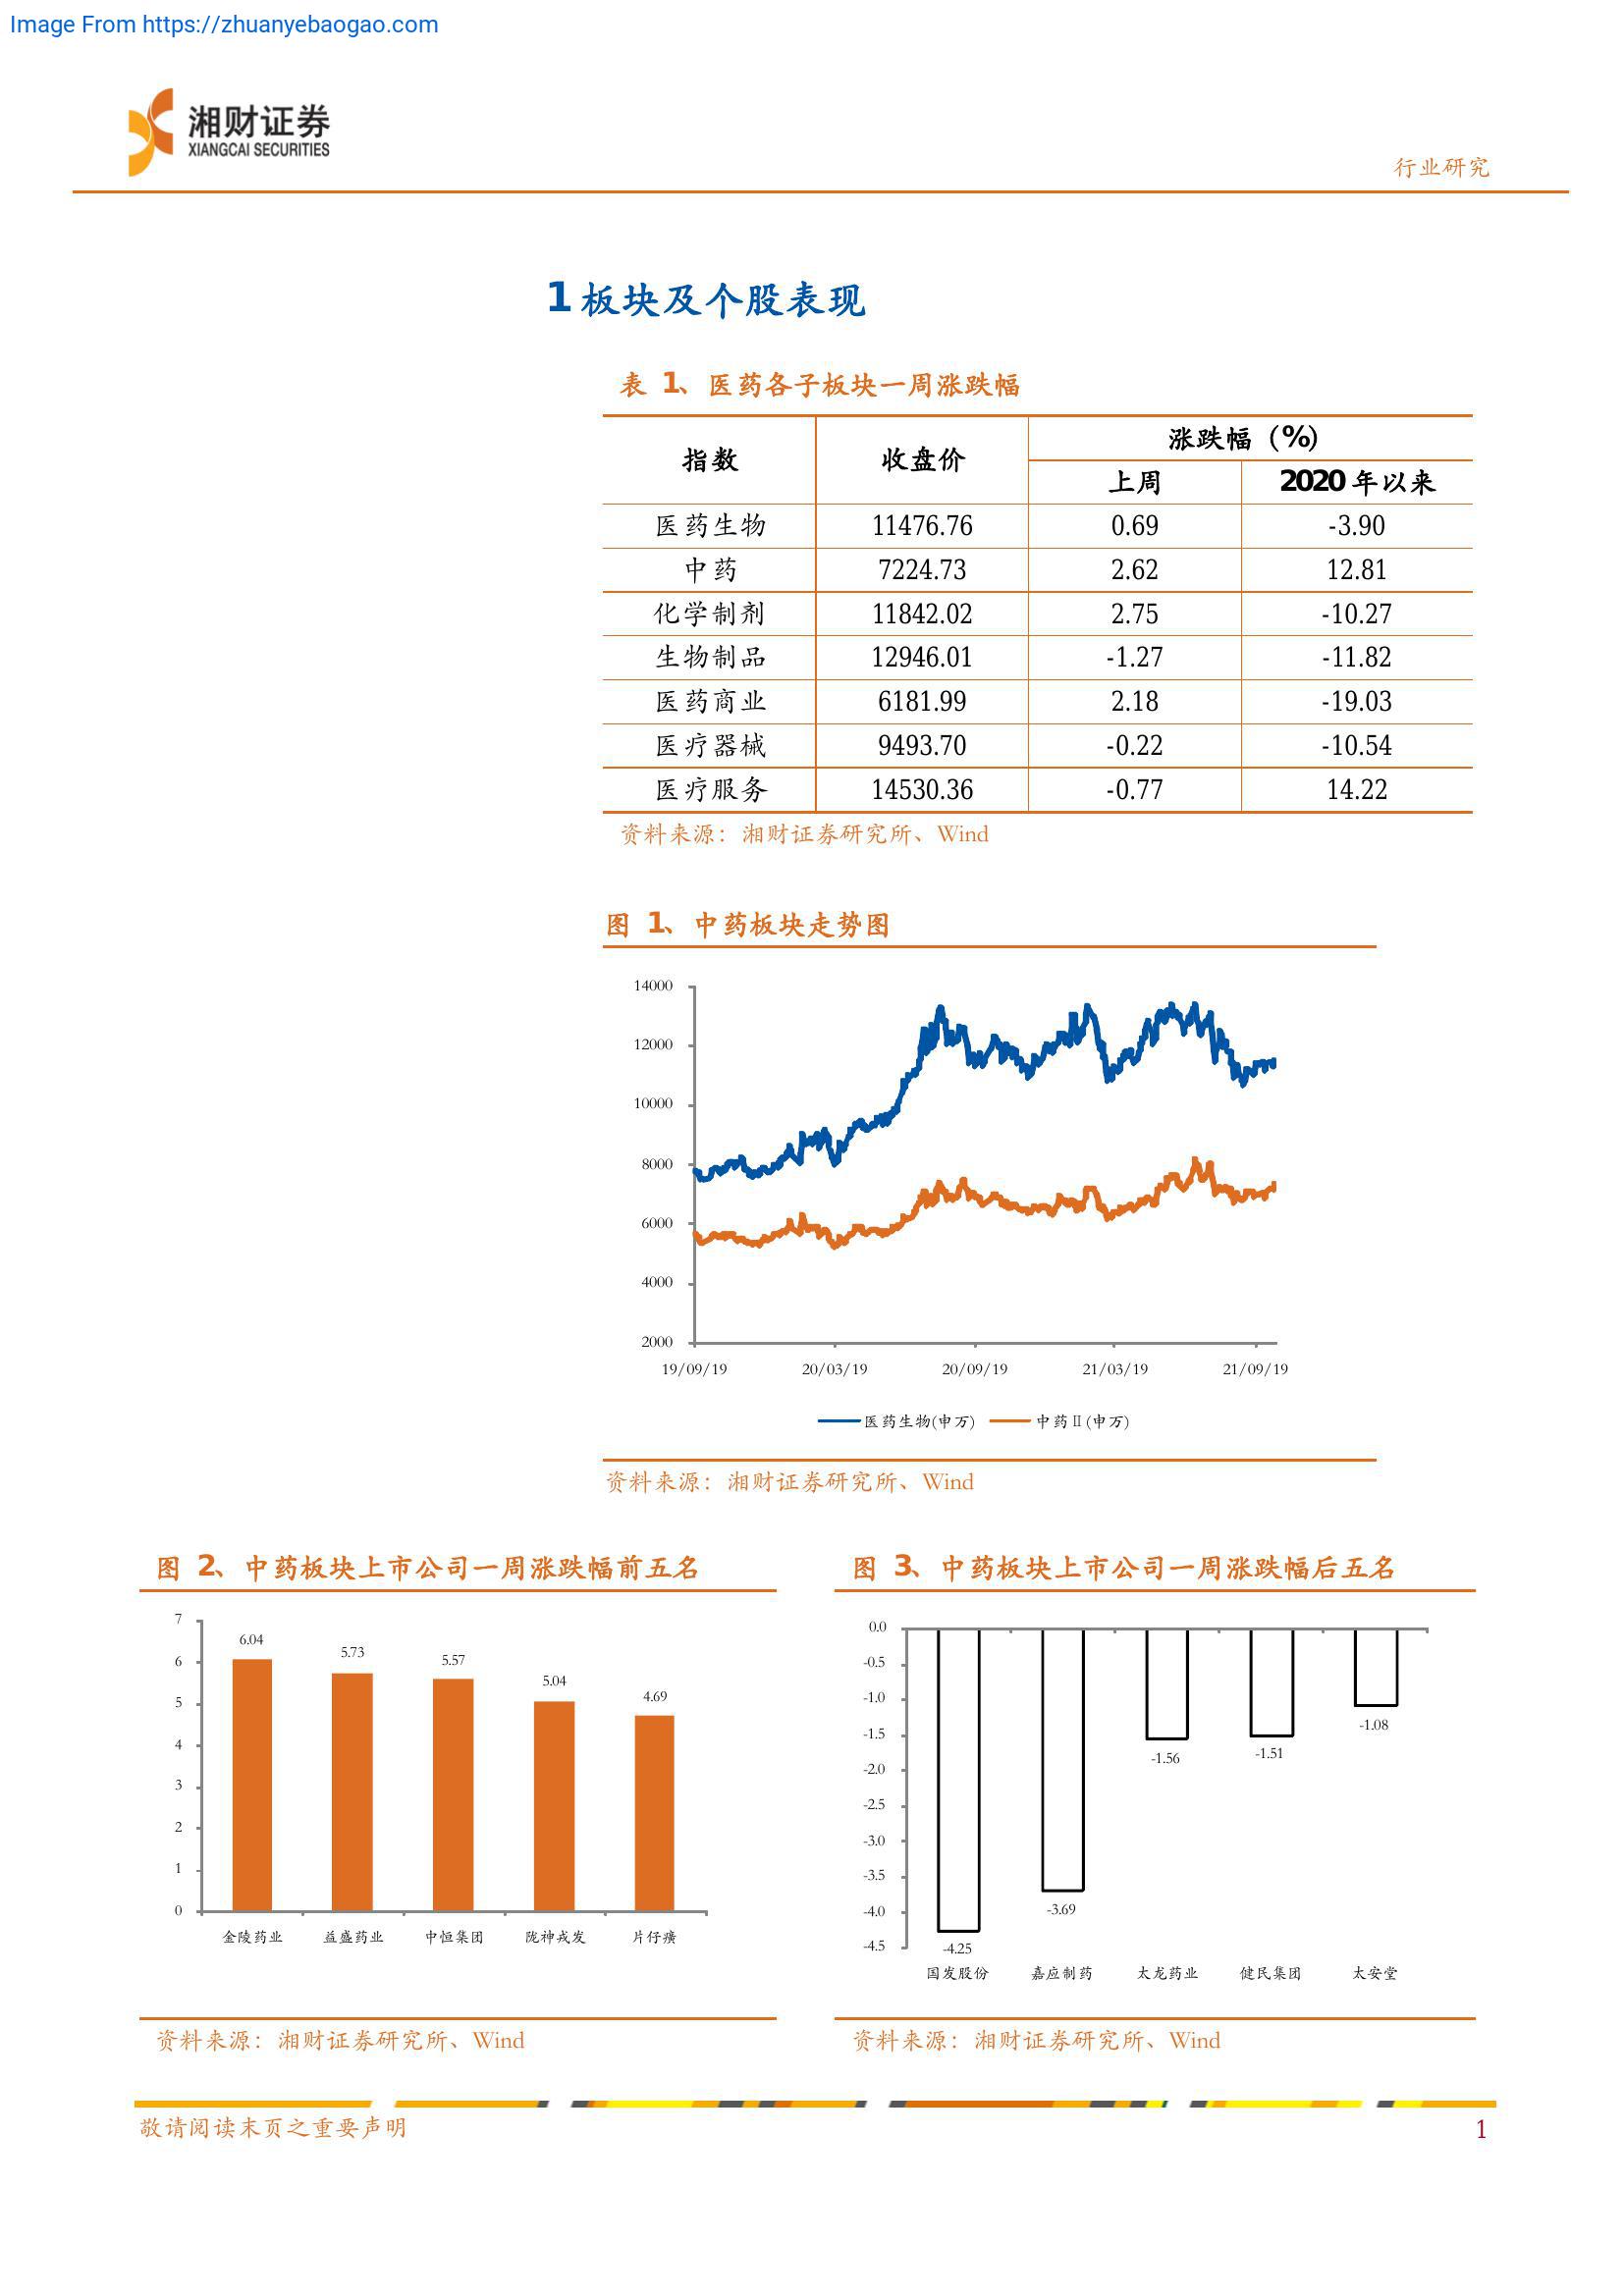 Image From https://zhuanyebaogao.com
湘财证券
XIANGCAI SECURITIES
行业研究
1 板块及个股表现
表 1、医药各子板块一周涨跌幅
指数 收盘价 涨跌幅（%)
上周 2020 年以来
医药生物 11476.76 0.69 -3.90
中药 7224.73 2.62 12.81
化学制剂 11842.02 2.75 -10.27
生物制品 12946.01 -1.27 -11.82
医药商业 6181.99 2.18 -19.03
医疗器械 9493.70 -0.22 -10.54
医疗服务 14530.36 -0.77 14.22
资料来源：湘财证券研究所、Wind
图 1、中药板块走势图
14000
12000
10000
8000
6000
4000
2000
19/09/19 20/03/19 20/09/19 21/03/19 21/09/19
医药生物(申万) 中药Ⅱ(申万)
资料来源：湘财证券研究所、Wind
图 2、中药板块上市公司一周涨跌幅前五名
7
6
5
4
3
2
1
0
6.04 5.73 5.57 5.04 4.69
金陵药业 益盛药业 中恒集团 陇神戎发 片仔癀
资料来源：湘财证券研究所、Wind
图 3、中药板块上市公司一周涨跌幅后五名
0.0
-0.5
-1.0
-1.5
-2.0
-2.5
-3.0
-3.5
-4.0
-4.5
-4.25 -3.69 -1.56 -1.51 -1.08
国发股份 嘉应制药 太龙药业 健民集团 太安堂
资料来源：湘财证券研究所、Wind
敬请阅读末页之重要声明
1